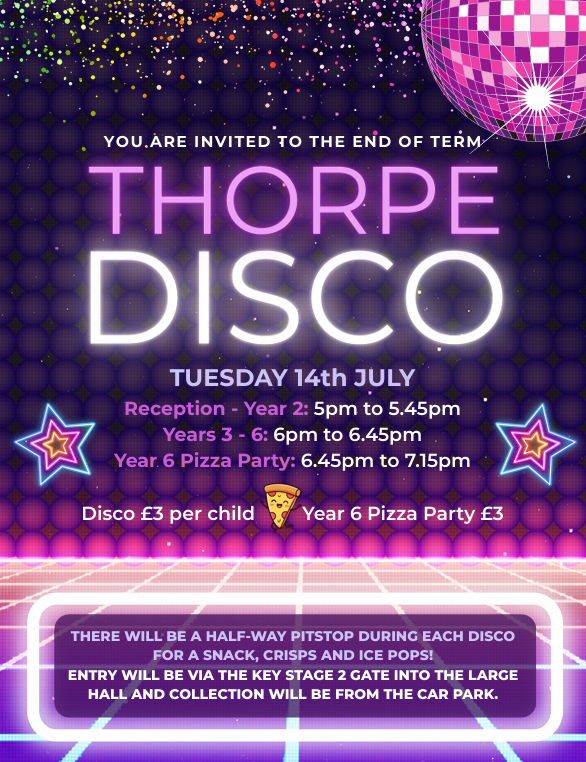 YOU ARE INVITED TO THE END OF TERM
THORPE
DISCO
TUESDAY 14th JULY
Reception - Year 2: 5pm to 5.45pm
Years 3 - 6: 6pm to 6.45pm
Year 6 Pizza Party: 6.45pm to 7.15pm
Disco £3 per child Year 6 Pizza Party £3
THERE WILL BE A HALF-WAY PITSTOP DURING EACH DISCO
FOR A SNACK, CRISPS AND ICE POPS!
ENTRY WILL BE VIA THE KEY STAGE 2 GATE INTO THE LARGE
HALL AND COLLECTION WILL BE FROM THE CAR PARK.